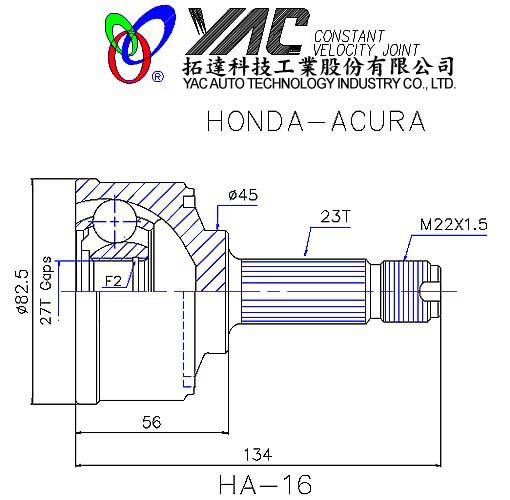 YAC CONSTANT
VELOCITY JOINT
®
拓達科技工業股份有限公司
YAC AUTO TECHNOLOGY INDUSTRY CO., LTD.
HONDA-ACURA
ø45
23T
M22X1.5
ø82.5
27T Gaps
F2
56
134
HA-16